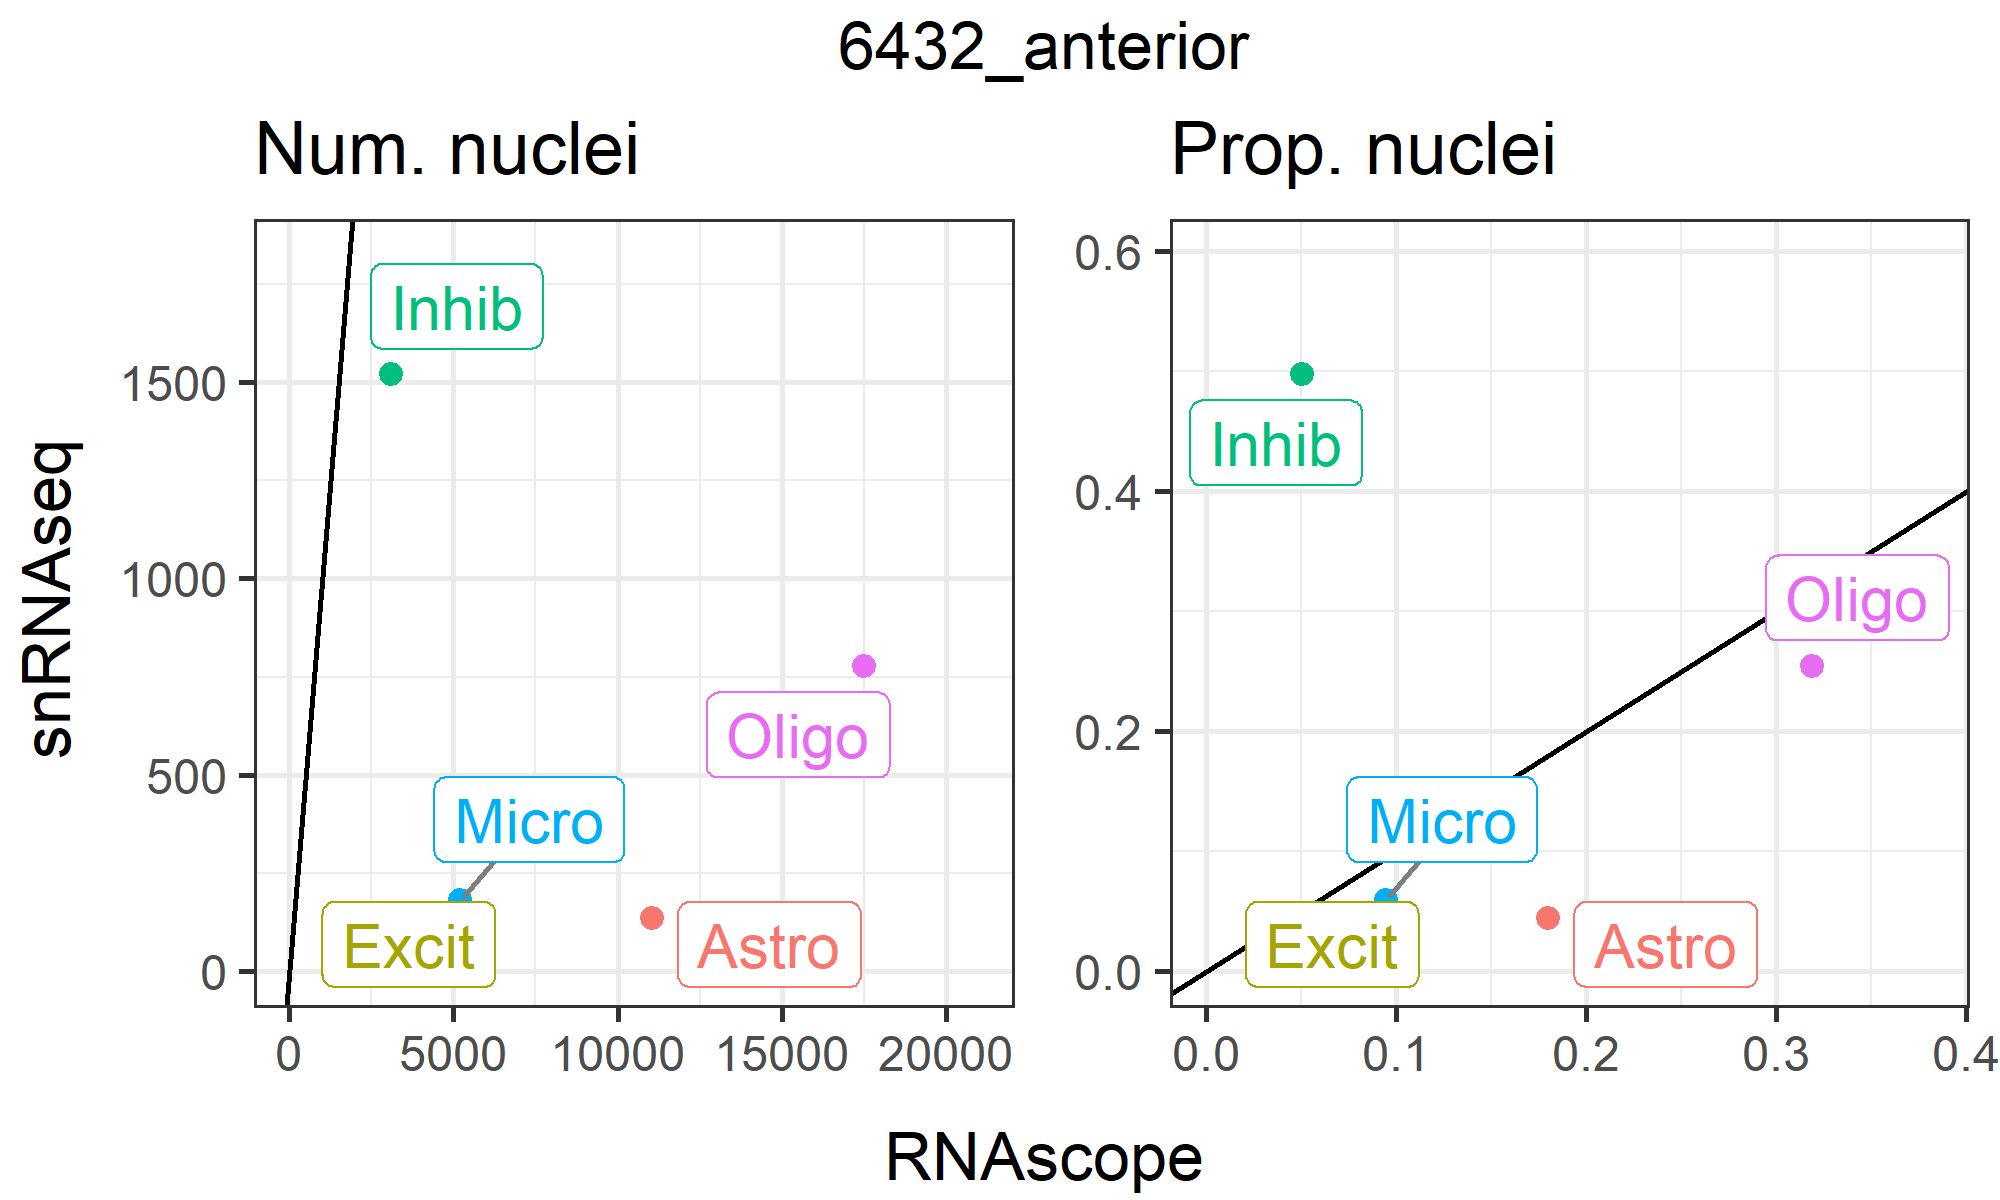 6432_anterior
Num. nuclei
Prop. nuclei
snRNAseq
1500
1000
500
0
Inhib
Oligo
Micro
Excit
Astro
0 5000 10000 15000 20000
0.6
0.4
0.2
0.0
Inhib
Oligo
Micro
Excit
Astro
0.0 0.1 0.2 0.3 0.4
RNAscope